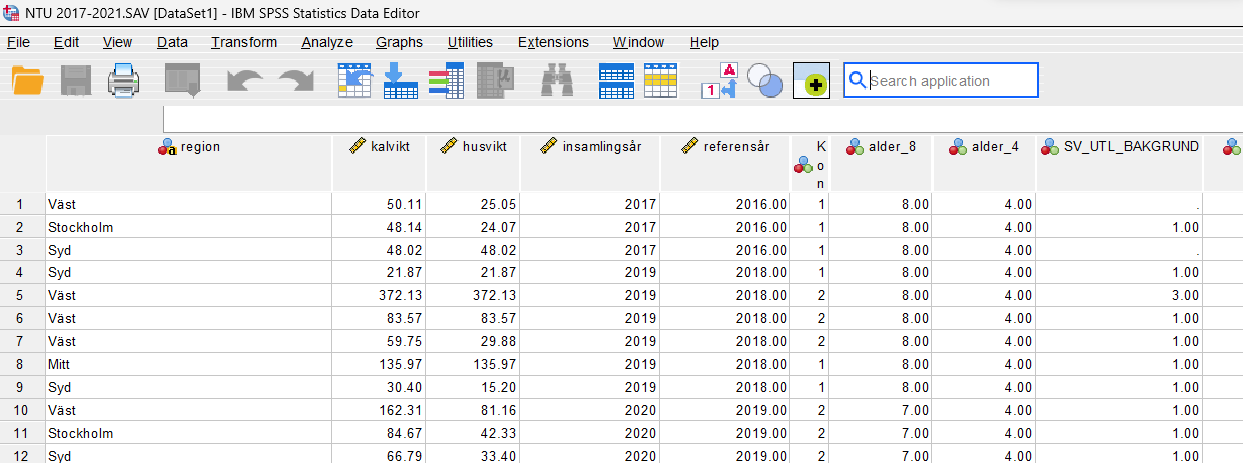 NTU 2017-2021.SAV [DataSet1] - IBM SPSS Statistics Data Editor
File Edit View Data Transform Analyze Graphs Utilities Extensions Window Help
A 1 Search application
region kalvikt husvikt insamlingsår referensår Kon alder_8 alder_4 SV_UTL_BAKGRUND
1 Väst 50.11 25.05 2017 2016.00 1 8.00 4.00 .
2 Stockholm 48.14 24.07 2017 2016.00 1 8.00 4.00 1.00
3 Syd 48.02 48.02 2017 2016.00 1 8.00 4.00 .
4 Syd 21.87 21.87 2019 2018.00 1 8.00 4.00 1.00
5 Väst 372.13 372.13 2019 2018.00 2 8.00 4.00 3.00
6 Väst 83.57 83.57 2019 2018.00 2 8.00 4.00 1.00
7 Väst 59.75 29.88 2019 2018.00 2 8.00 4.00 1.00
8 Mitt 135.97 135.97 2019 2018.00 1 8.00 4.00 1.00
9 Syd 30.40 15.20 2019 2018.00 1 8.00 4.00 1.00
10 Väst 162.31 81.16 2020 2019.00 2 7.00 4.00 1.00
11 Stockholm 84.67 42.33 2020 2019.00 2 7.00 4.00 1.00
12 Syd 66.79 33.40 2020 2019.00 2 7.00 4.00 1.00